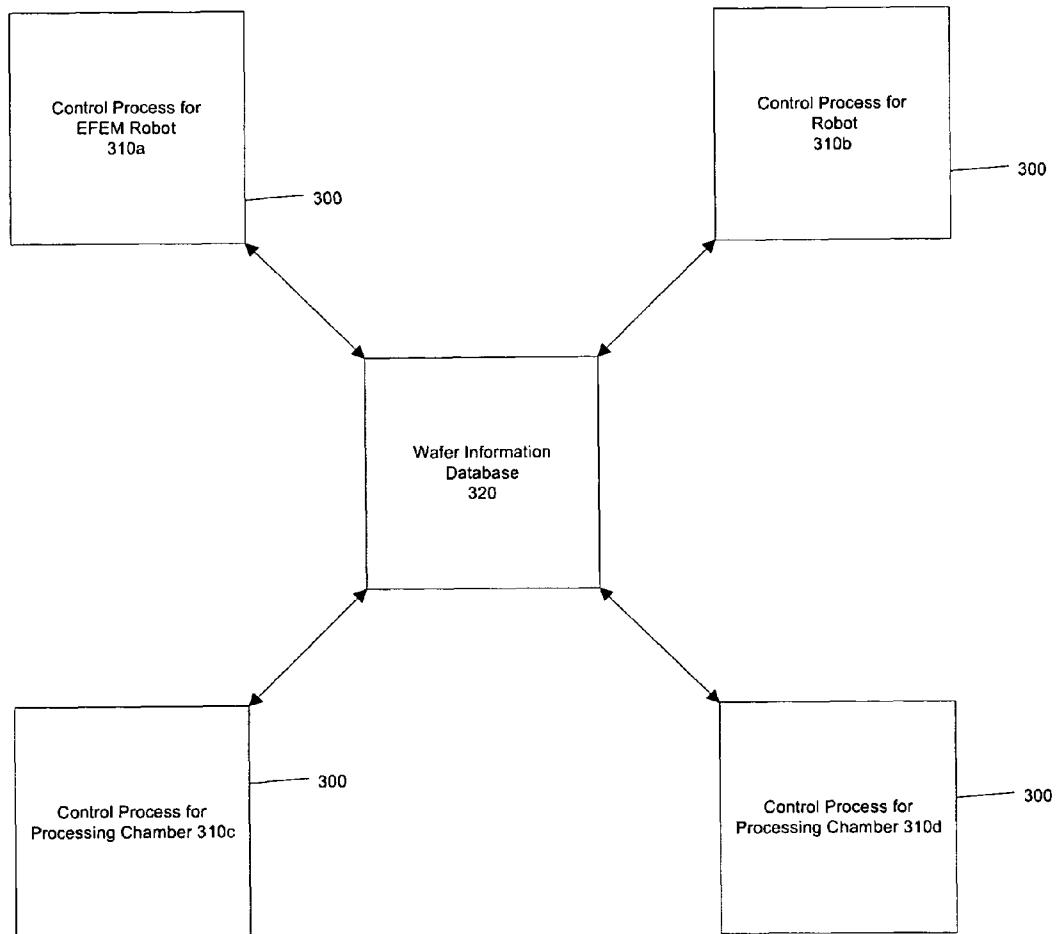 Control Process for
EFEM Robot
310a
300
Control Process for
Robot
310b
300
Wafer Information
Database
320
Control Process for
Processing Chamber 310c
300
Control Process for
Processing Chamber 310d
300